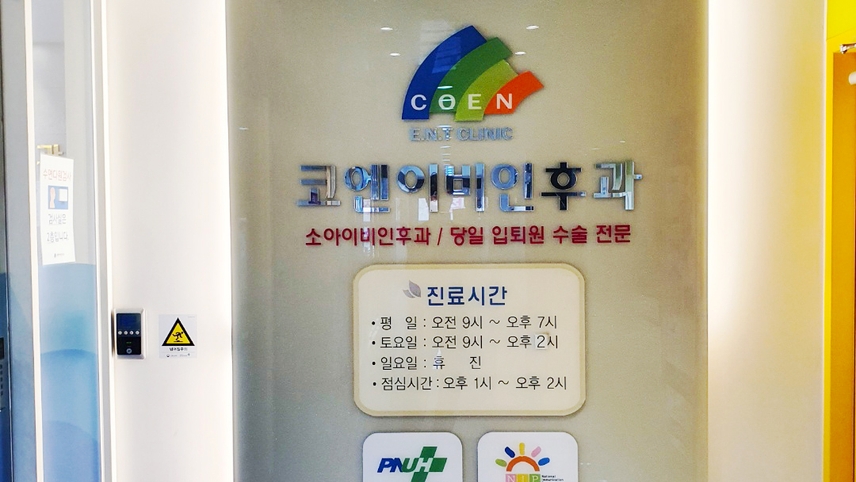 COEN
E.N.T CLINIC
코엔이비인후과
소아이비인후과 / 당일 입퇴원 수술 전문
진료시간
• 평 일 : 오전 9시 ~ 오후 7시
• 토요일 : 오전 9시 ~ 오후 2시
• 일요일 : 휴 진
• 점심시간 : 오후 1시 ~ 오후 2시
PNUH
NIP